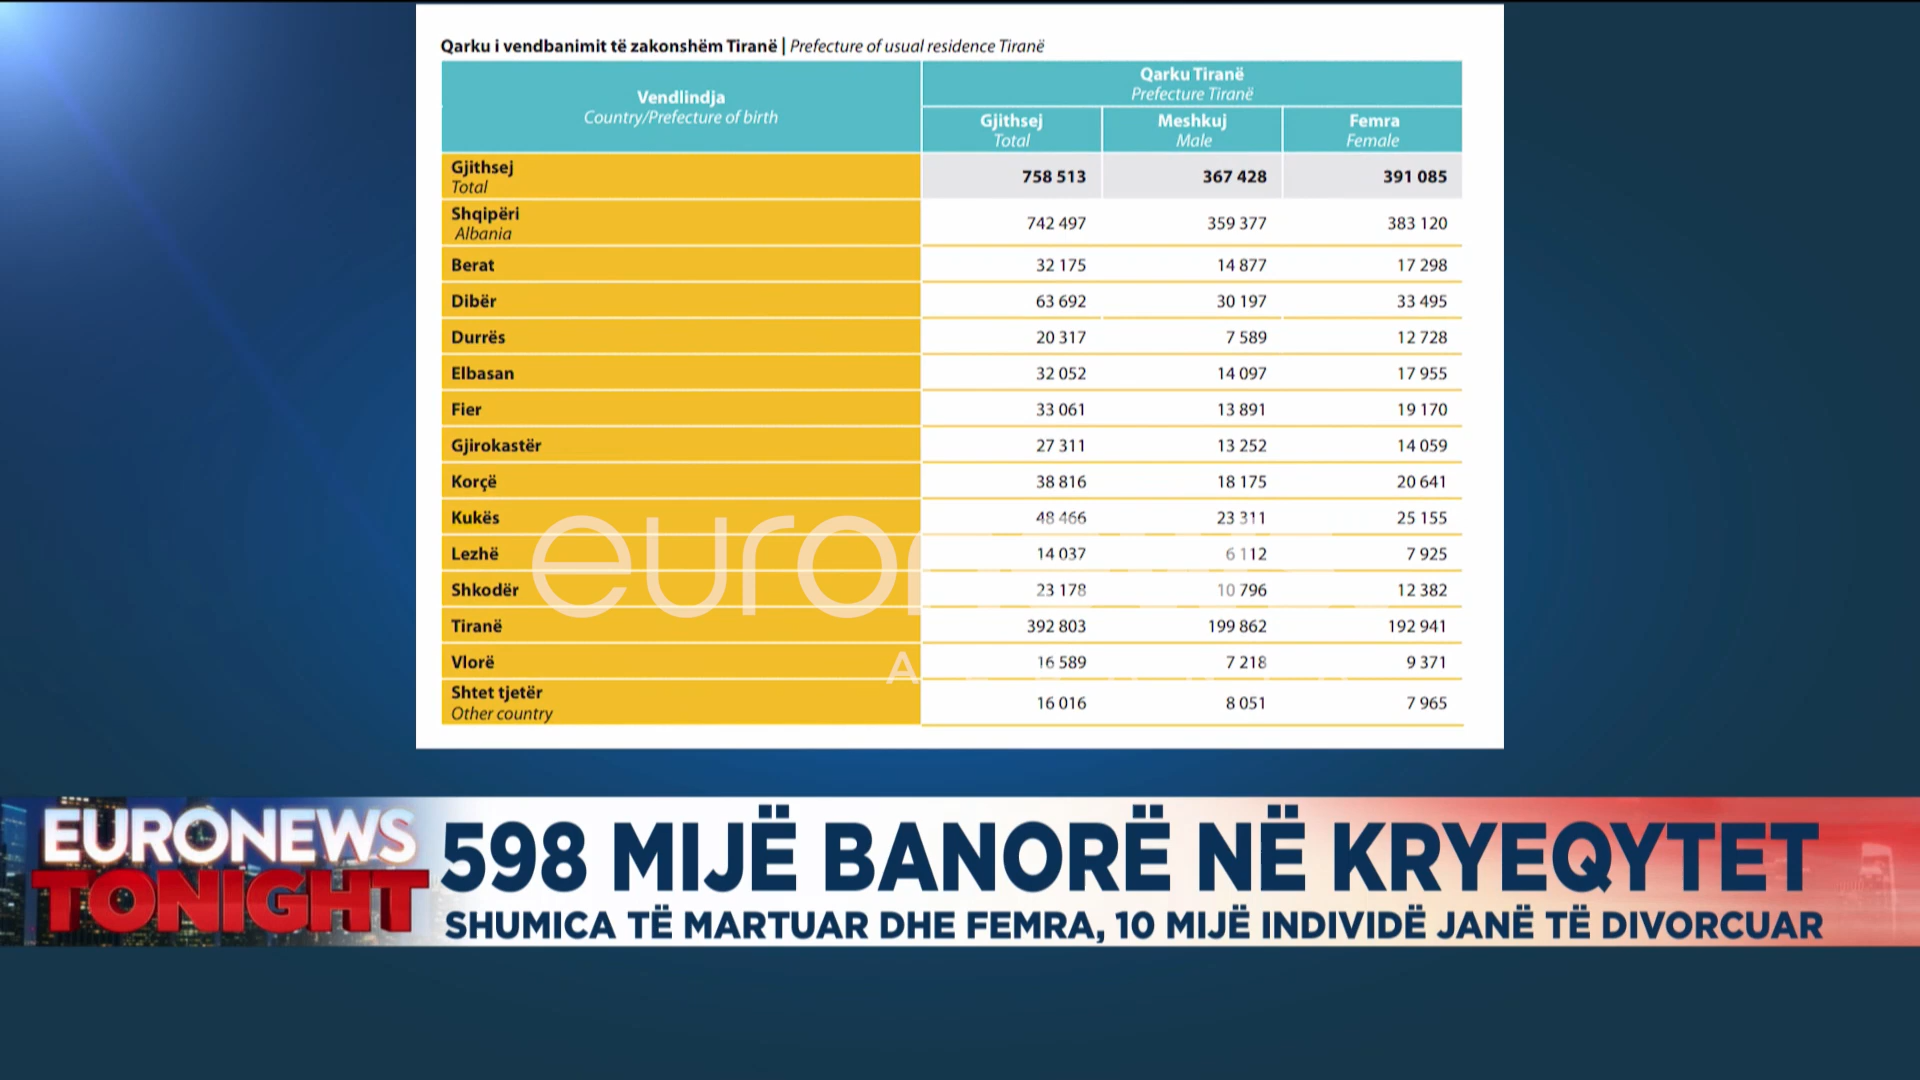 Qarku i vendbanimit të zakonshëm Tiranë | Prefecture of usual residence Tiranë
Vendlindja
Country/Prefecture of birth
Qarku Tiranë
Prefecture Tiranë
Gjithsej Meshkuj Femra
Total Male Female
Gjithsej
Total
758 513 367 428 391 085
Shqipëri
Albania
742 497 359 377 383 120
Berat 32 175 14 877 17 298
Dibër 63 692 30 197 33 495
Durrës 20 317 7 589 12 728
Elbasan 32 052 14 097 17 955
Fier 33 061 13 891 19 170
Gjirokastër 27 311 13 252 14 059
Korçë 38 816 18 175 20 641
Kukës 48 466 23 311 25 155
Lezhë 14 037 6 112 7 925
Shkodër 23 178 10 796 12 382
Tiranë 392 803 199 862 192 941
Vlorë 16 589 7 218 9 371
Shtet tjetër
Other country
16 016 8 051 7 965
EURONEWS
TONIGHT
598 MIJË BANORË NË KRYEQYTET
SHUMICA TË MARTUAR DHE FEMRA, 10 MIJË INDIVIDË JANË TË DIVORCUAR